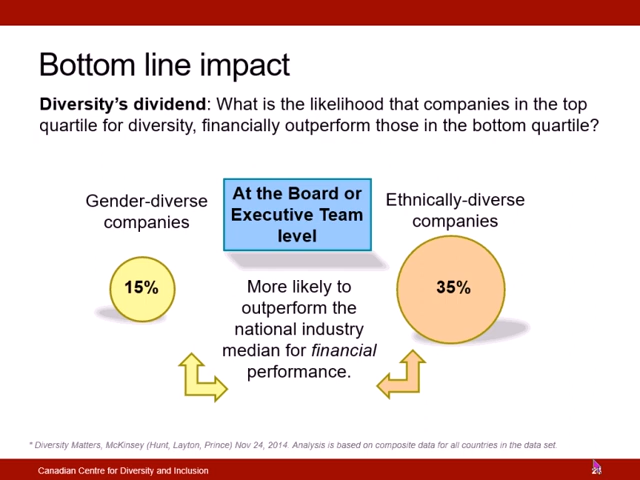 Bottom line impact
Diversity's dividend: What is the likelihood that companies in the top
quartile for diversity, financially outperform those in the bottom quartile?
Gender-diverse
companies
At the Board or
Executive Team
level
Ethnically-diverse
companies
15%
More likely to
outperform the
national industry
median for financial
performance.
35%
* Diversity Matters, McKinsey (Hunt, Layton, Prince) Nov 24, 2014. Analysis is based on composite data for all countries in the data set.
Canadian Centre for Diversity and Inclusion